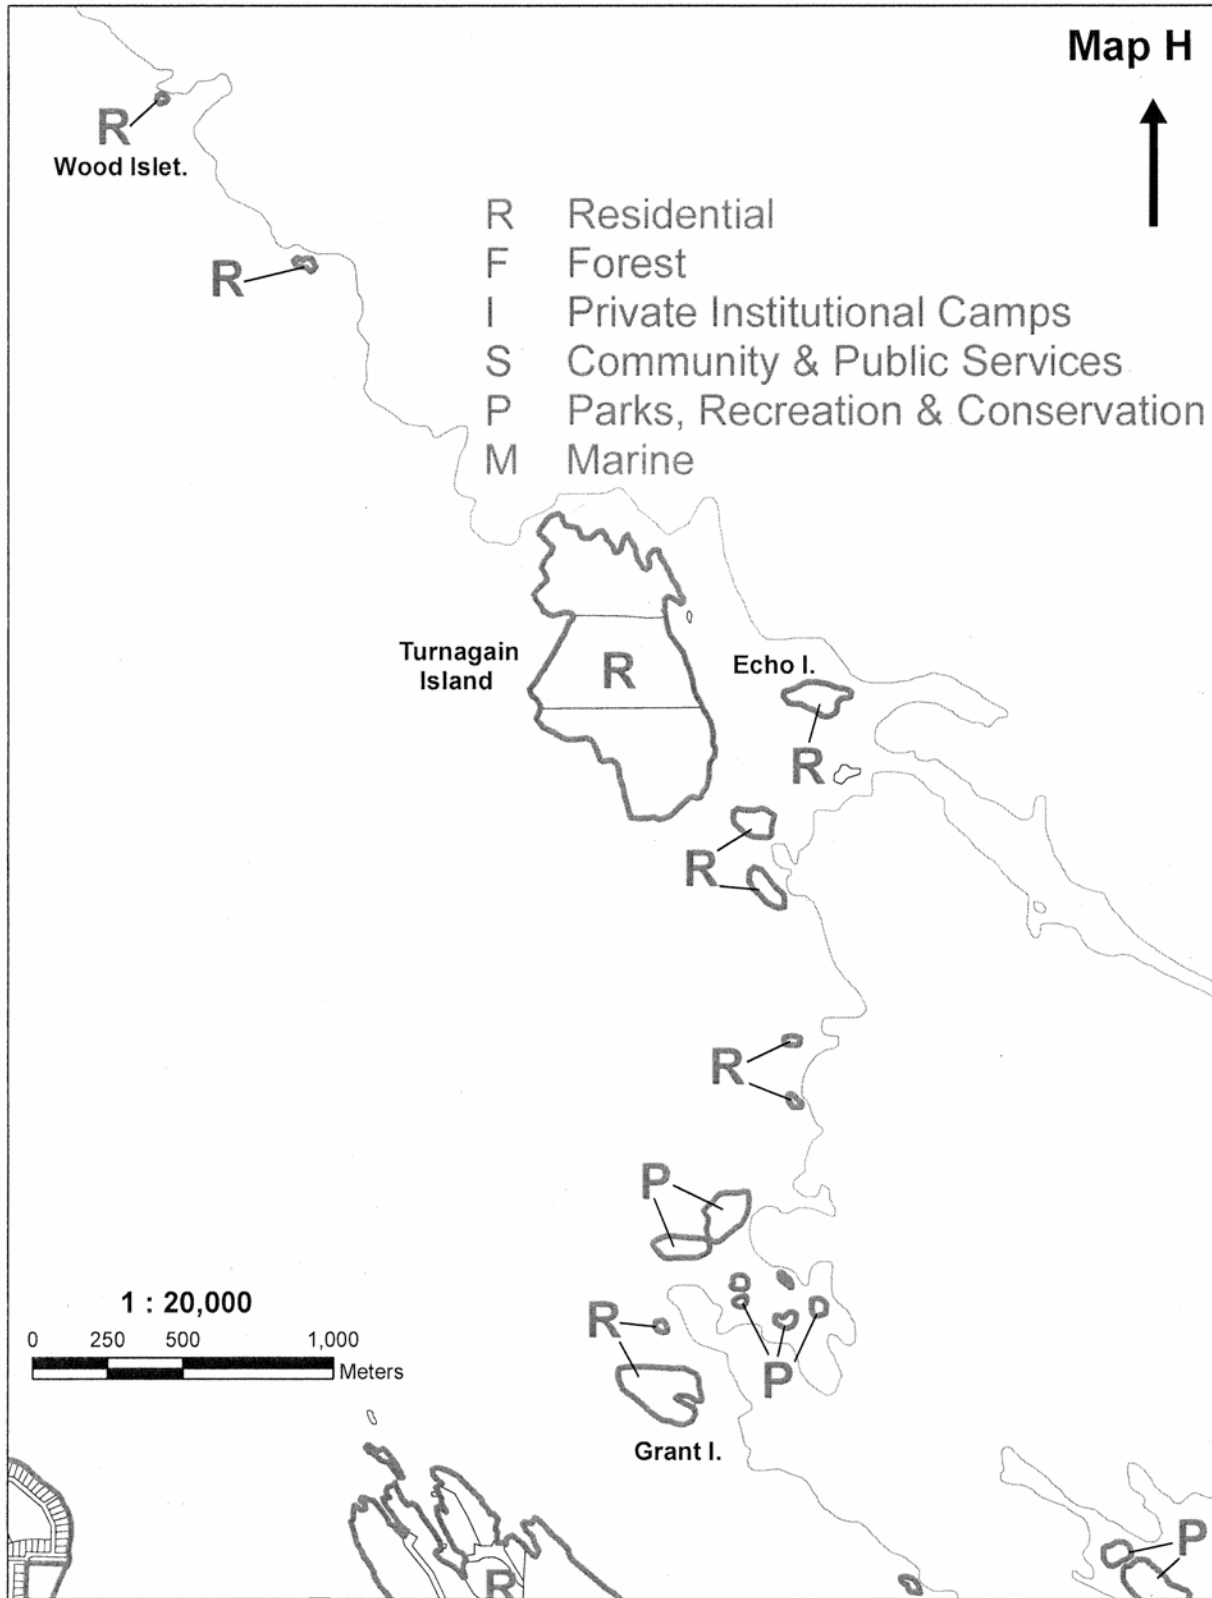 Map H
R
Wood Islet.
R
R Residential
F Forest
I Private Institutional Camps
S Community & Public Services
P Parks, Recreation & Conservation
M Marine
Turnagain
Island
R
Echo I.
R
R
R
P
1 : 20,000
0 250 500 1,000
Meters
R
P
Grant I.
P
R